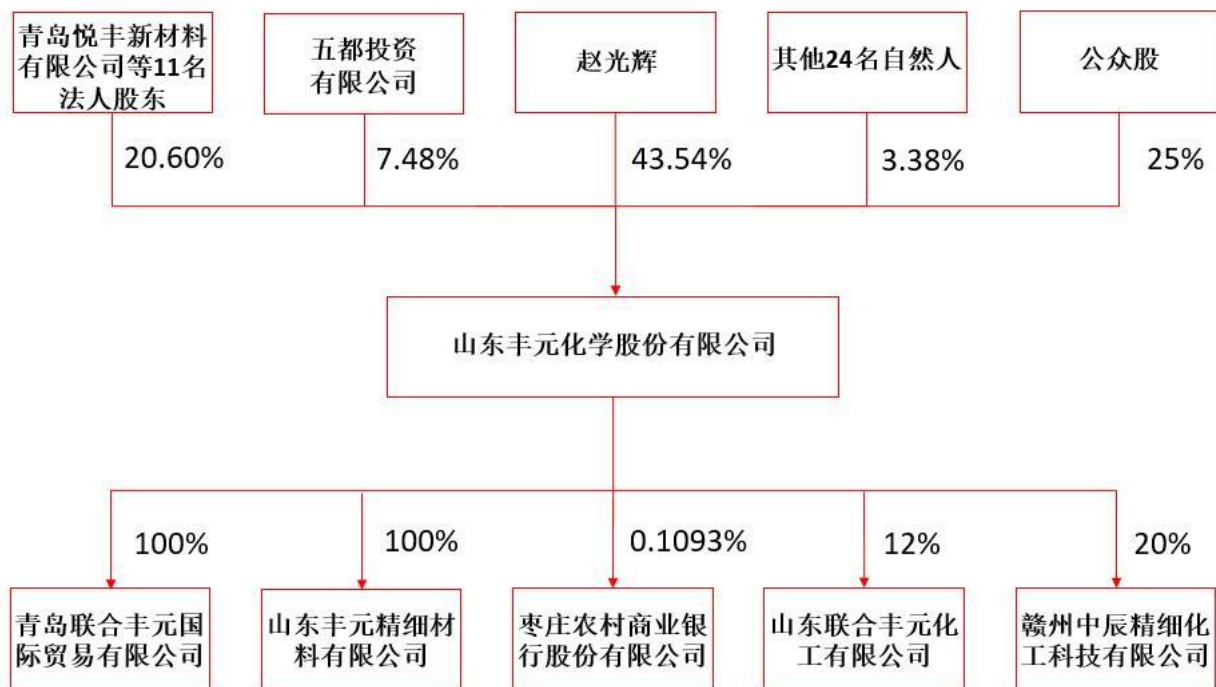 青岛悦丰新材料
有限公司等11名
法人股东
五都投资
有限公司
赵光辉
其他24名自然人
公众股
20.60%
7.48%
43.54%
3.38%
25%
山东丰元化学股份有限公司
100%
100%
0.1093%
12%
20%
青岛联合丰元国
际贸易有限公司
山东丰元精细材
料有限公司
枣庄农村商业银
行股份有限公司
山东联合丰元化
工有限公司
赣州中辰精细化
工科技有限公司